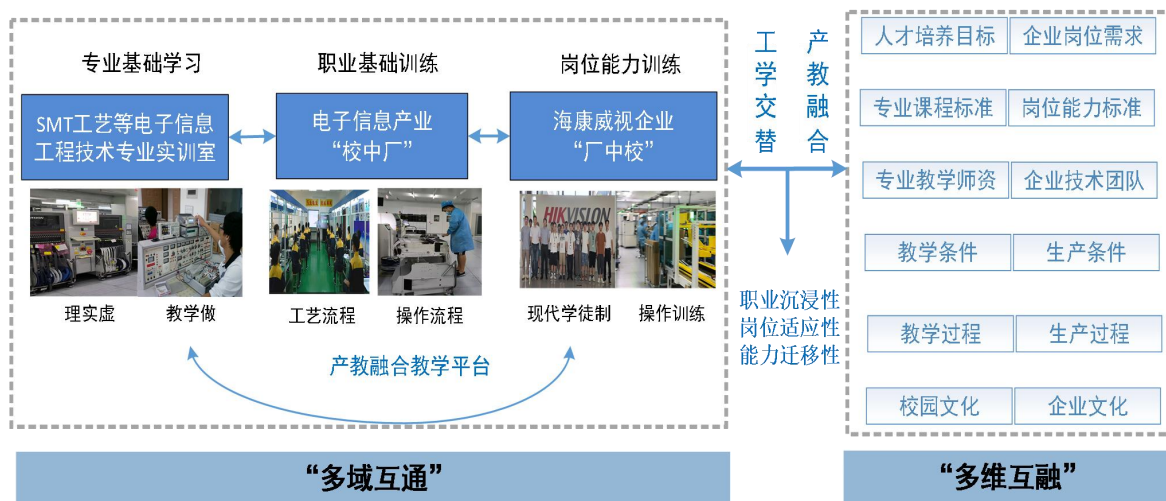 专业基础学习
职业基础训练
岗位能力训练
SMT工艺等电子信息
工程技术专业实训室
电子信息产业
“校中厂”
海康威视企业
“厂中校”
HIKVISION
理实虚
教学做
工艺流程
操作流程
现代学徒制
操作训练
产教融合教学平台
“多域互通”
工学交替
产教融合
职业沉浸性
岗位适应性
能力迁移性
人才培养目标 企业岗位需求
专业课程标准 岗位能力标准
专业教学师资 企业技术团队
教学条件 生产条件
教学过程 生产过程
校园文化 企业文化
“多维互融”